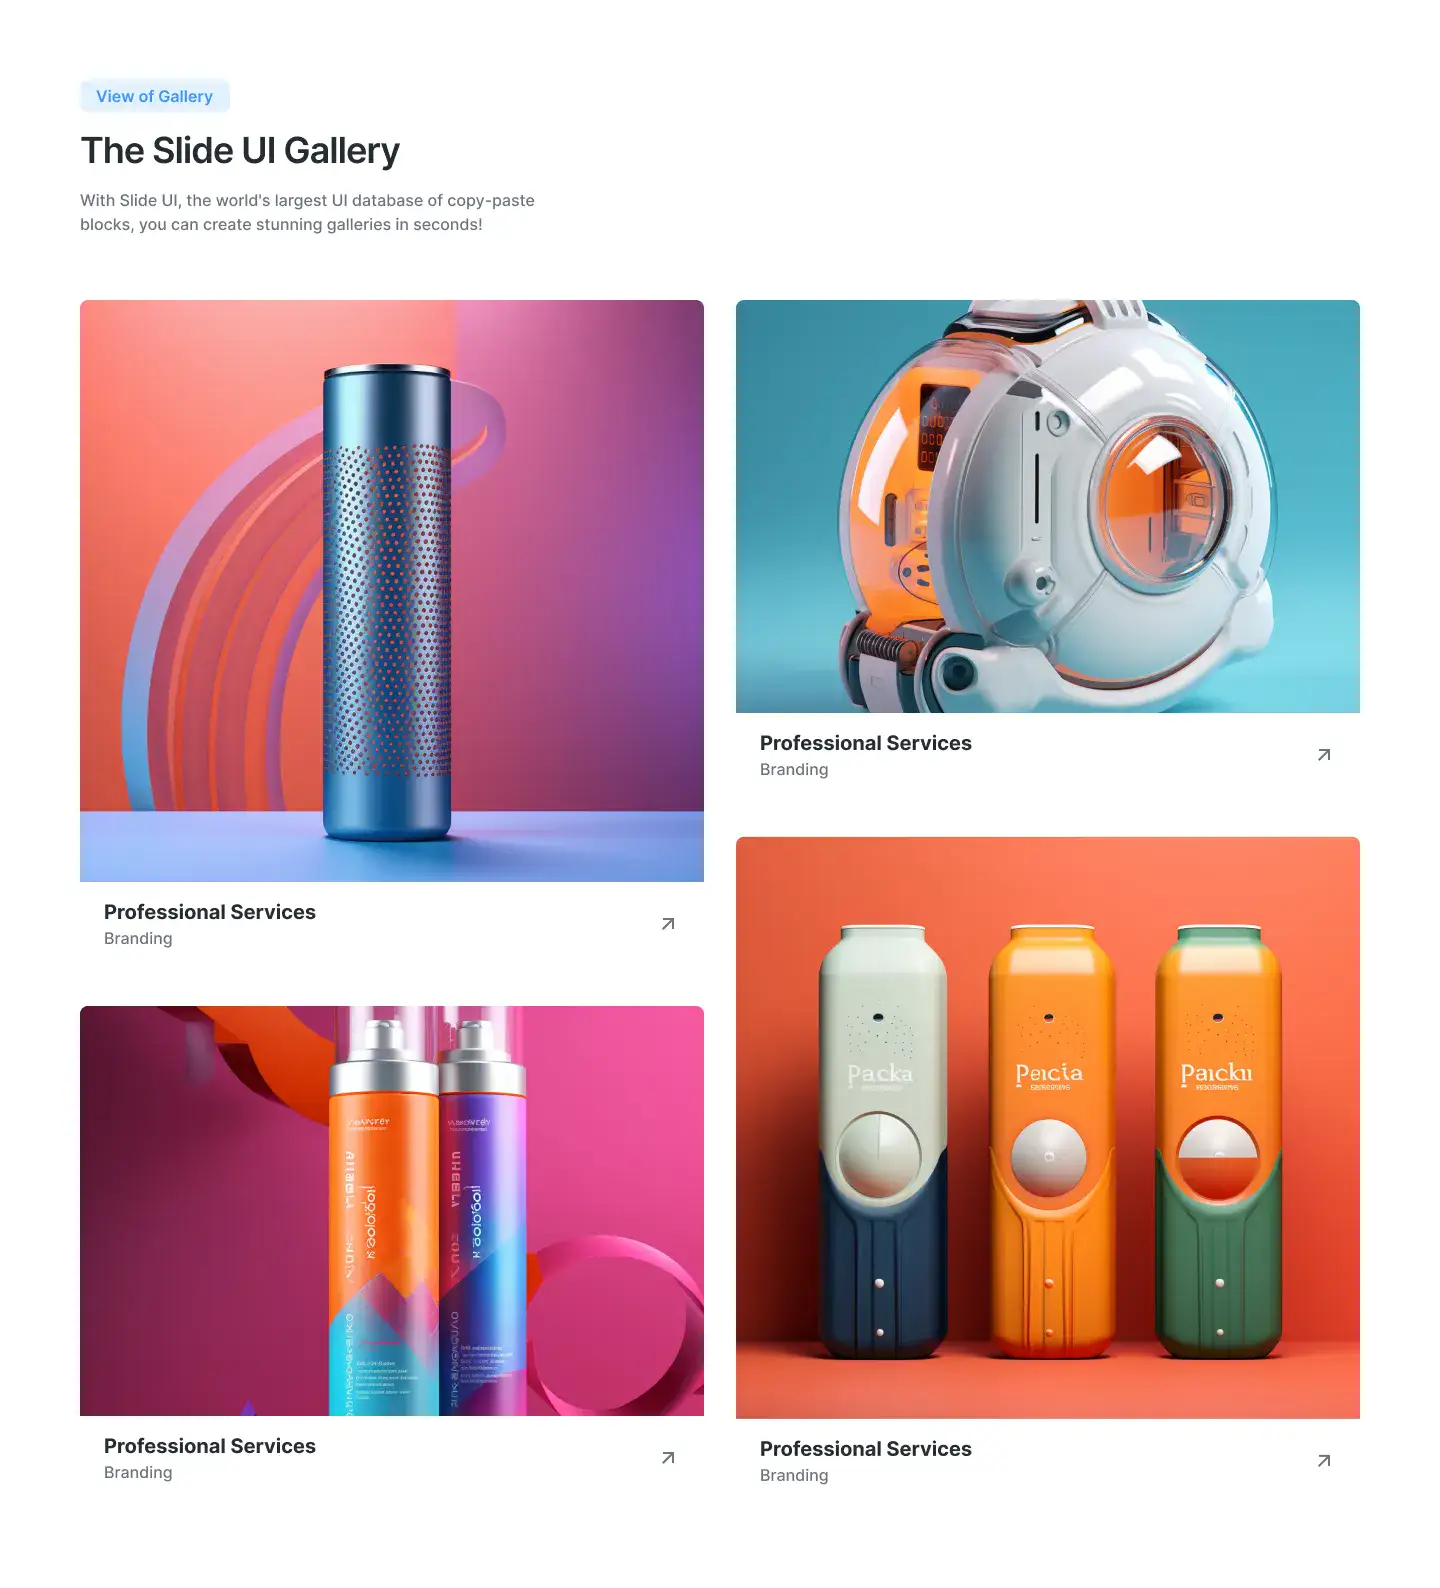 View of Gallery
The Slide UI Gallery
With Slide UI, the world's largest UI database of copy-paste
blocks, you can create stunning galleries in seconds!
Professional Services
Branding
Professional Services
Branding
Packa
Peicia
Paickı
Professional Services
Branding
Professional Services
Branding